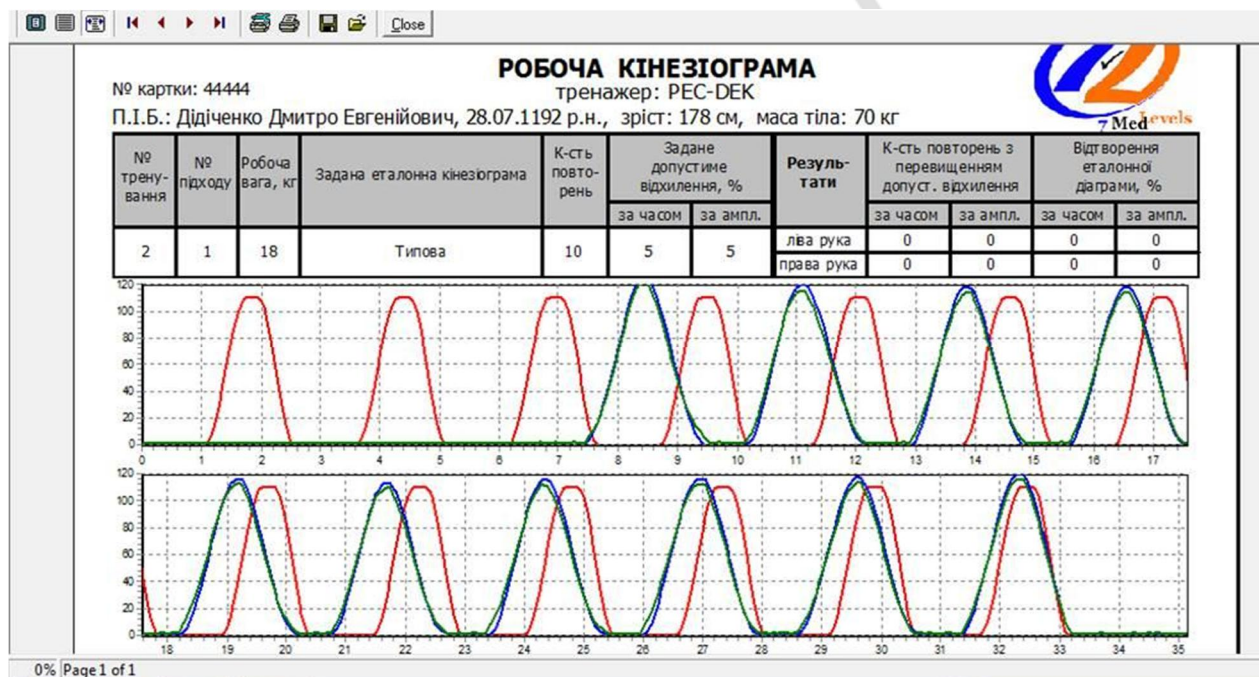 Close
РОБОЧА КІНЕЗІОГРАМА
№ картки: 44444
тренажер: PEC-DEK
П.І.Б.: Дідіченко Дмитро Евгенійович, 28.07.1192 р.н., зріст: 178 см, маса тіла: 70 кг
7 Med Levels
№ трену-вання
№ підходу
Робоча вага, кг
Задана еталонна кінезіограма
К-сть повто-рень
Задане допустиме відхилення, %
Резуль-тати
К-сть повторень з перевищенням допуст. відхилення
Відтворення еталонної діаграми, %
за часом за ампл. за часом за ампл. за часом за ампл.
2 1 18 Типова 10 5 5
ліва рука 0 0 0 0
права рука 0 0 0 0
120
100
80
60
40
20
0
0 1 2 3 4 5 6 7 8 9 10 11 12 13 14 15 16 17
120
100
80
60
40
20
0
18 19 20 21 22 23 24 25 26 27 28 29 30 31 32 33 34 35
0% Page 1 of 1